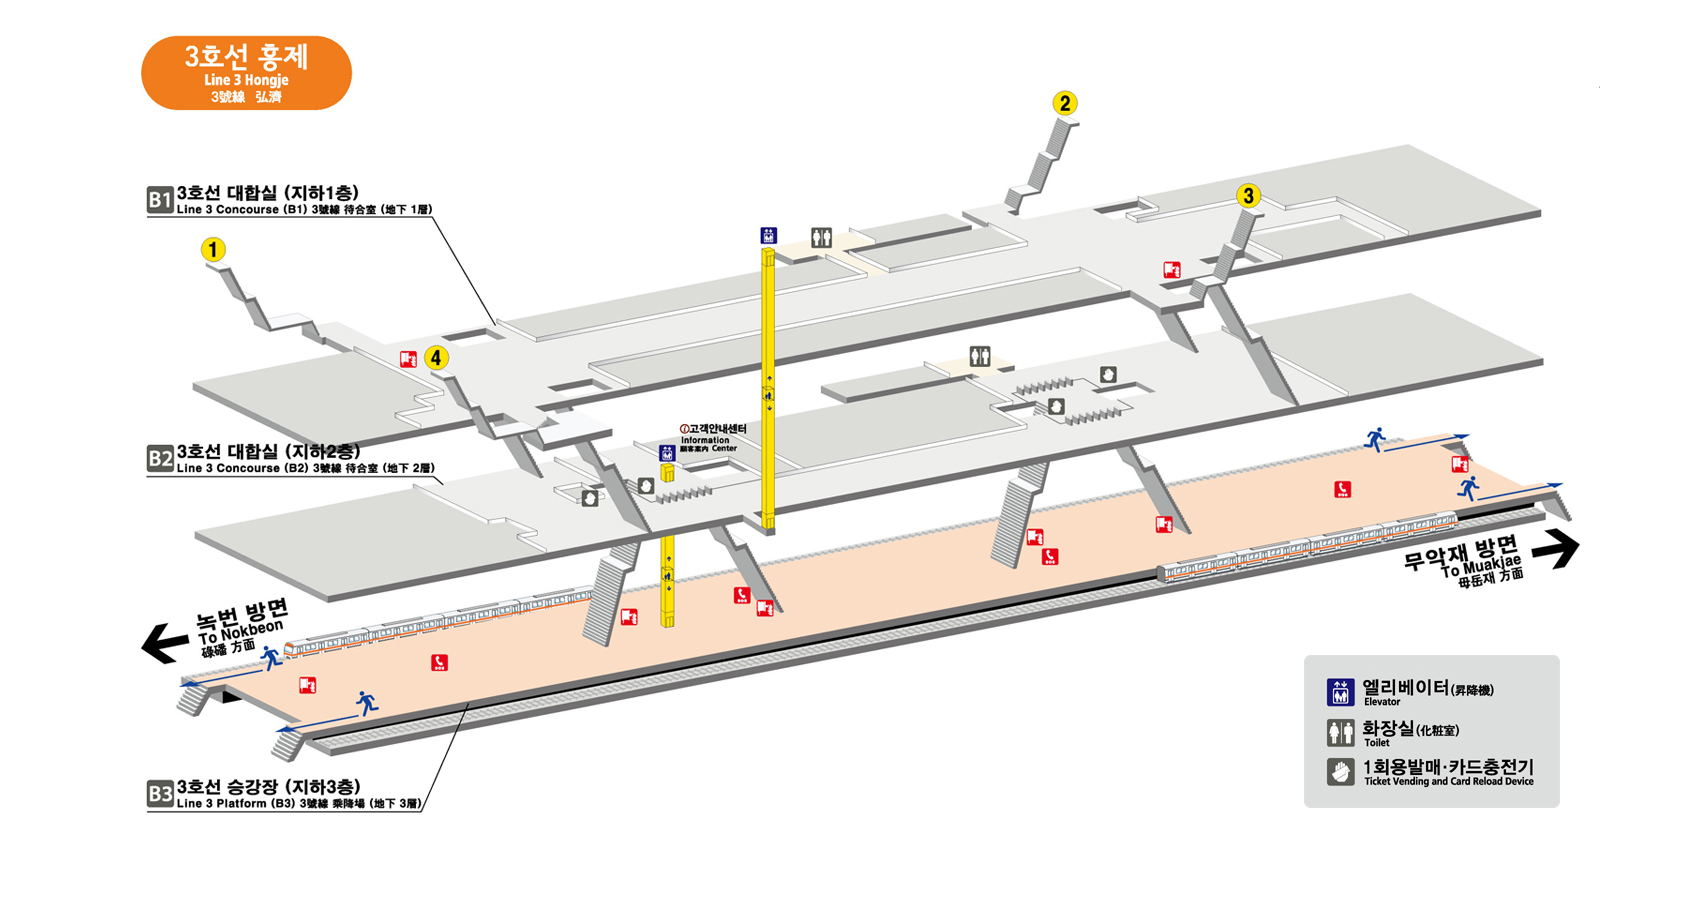 3호선 홍제
Line 3 Hongje
3號線 弘濟
2
3
B1 3호선 대합실 (지하1층)
Line 3 Concourse (B1) 3號線 待合室 (地下 1層)
1
4
고객안내센터
Information
顧客案內 Center
B2 3호선 대합실 (지하2층)
Line 3 Concourse (B2) 3號線 待合室 (地下 2層)
무악재 방면
To Muakjae
母岳재 方面
녹번 방면
To Nokbeon
碌磻 方面
B3 3호선 승강장 (지하3층)
Line 3 Platform (B3) 3號線 乘降場 (地下 3層)
엘리베이터(昇降機)
Elevator
화장실(化粧室)
Toilet
1회용발매·카드충전기
Ticket Vending and Card Reload Device